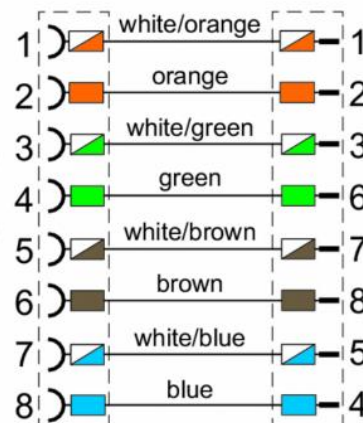 white/orange
1 1
orange
2 2
white/green
3 3
green
4 6
white/brown
5 7
brown
6 8
white/blue
7 5
blue
8 4